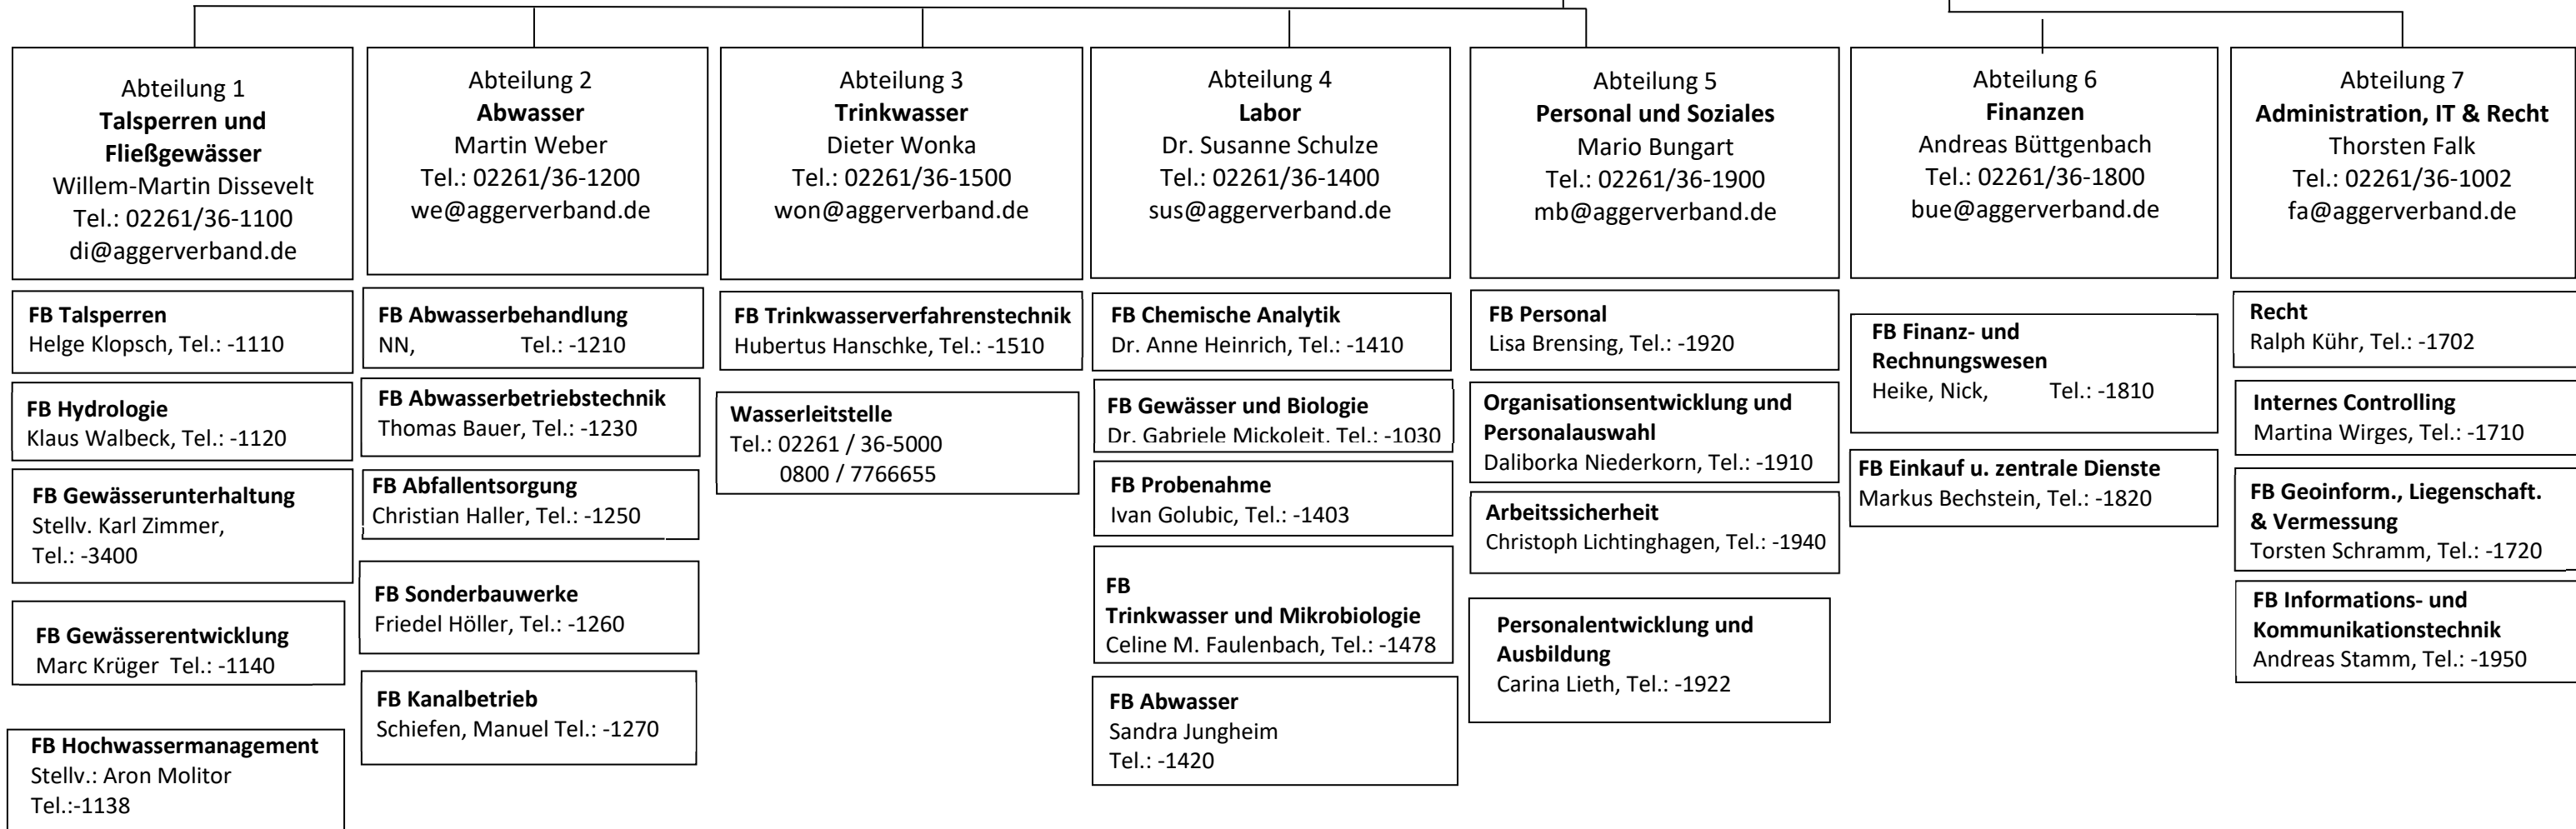 Abteilung 1
Talsperren und
Fließgewässer
Willem-Martin Dissevelt
Tel.: 02261/36-1100
di@aggerverband.de
Abteilung 2
Abwasser
Martin Weber
Tel.: 02261/36-1200
we@aggerverband.de
Abteilung 3
Trinkwasser
Dieter Wonka
Tel.: 02261/36-1500
won@aggerverband.de
Abteilung 4
Labor
Dr. Susanne Schulze
Tel.: 02261/36-1400
sus@aggerverband.de
Abteilung 5
Personal und Soziales
Mario Bungart
Tel.: 02261/36-1900
mb@aggerverband.de
Abteilung 6
Finanzen
Andreas Büttgenbach
Tel.: 02261/36-1800
bue@aggerverband.de
Abteilung 7
Administration, IT & Recht
Thorsten Falk
Tel.: 02261/36-1002
fa@aggerverband.de
FB Talsperren
Helge Klopsch, Tel.: -1110
FB Hydrologie
Klaus Walbeck, Tel.: -1120
FB Gewässerunterhaltung
Stellv. Karl Zimmer,
Tel.: -3400
FB Gewässerentwicklung
Marc Krüger Tel.: -1140
FB Hochwassermanagement
Stellv.: Aron Molitor
Tel.:-1138
FB Abwasserbehandlung
NN, Tel.: -1210
FB Abwasserbetriebstechnik
Thomas Bauer, Tel.: -1230
FB Abfallentsorgung
Christian Haller, Tel.: -1250
FB Sonderbauwerke
Friedel Höller, Tel.: -1260
FB Kanalbetrieb
Schiefen, Manuel Tel.: -1270
FB Trinkwasserverfahrenstechnik
Hubertus Hanschke, Tel.: -1510
Wasserleitstelle
Tel.: 02261 / 36-5000
0800 / 7766655
FB Chemische Analytik
Dr. Anne Heinrich, Tel.: -1410
FB Gewässer und Biologie
Dr. Gabriele Mickoleit, Tel.: -1030
FB Probenahme
Ivan Golubic, Tel.: -1403
FB
Trinkwasser und Mikrobiologie
Celine M. Faulenbach, Tel.: -1478
FB Abwasser
Sandra Jungheim
Tel.: -1420
FB Personal
Lisa Brensing, Tel.: -1920
Organisationsentwicklung und
Personalauswahl
Daliborka Niederkorn, Tel.: -1910
Arbeitssicherheit
Christoph Lichtinghagen, Tel.: -1940
Personalentwicklung und
Ausbildung
Carina Lieth, Tel.: -1922
FB Finanz- und
Rechnungswesen
Heike, Nick, Tel.: -1810
FB Einkauf u. zentrale Dienste
Markus Bechstein, Tel.: -1820
Recht
Ralph Kühr, Tel.: -1702
Internes Controlling
Martina Wirges, Tel.: -1710
FB Geoinform., Liegenschaft.
& Vermessung
Torsten Schramm, Tel.: -1720
FB Informations- und
Kommunikationstechnik
Andreas Stamm, Tel.: -1950